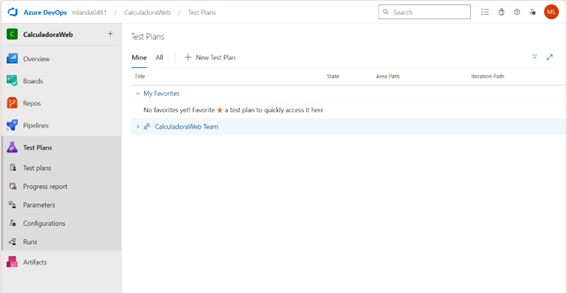 Azure DevOps mlanda0481 / CalculadoraWeb / Test Plans
Search
ML
C CalculadoraWeb +
Overview
Boards
Repos
Pipelines
Test Plans
Test plans
Progress report
Parameters
Configurations
Runs
Artifacts
Test Plans
Mine All + New Test Plan
Title State Area Path Iteration Path
My Favorites
No favorites yet! Favorite ★ a test plan to quickly access it here
CalculadoraWeb Team